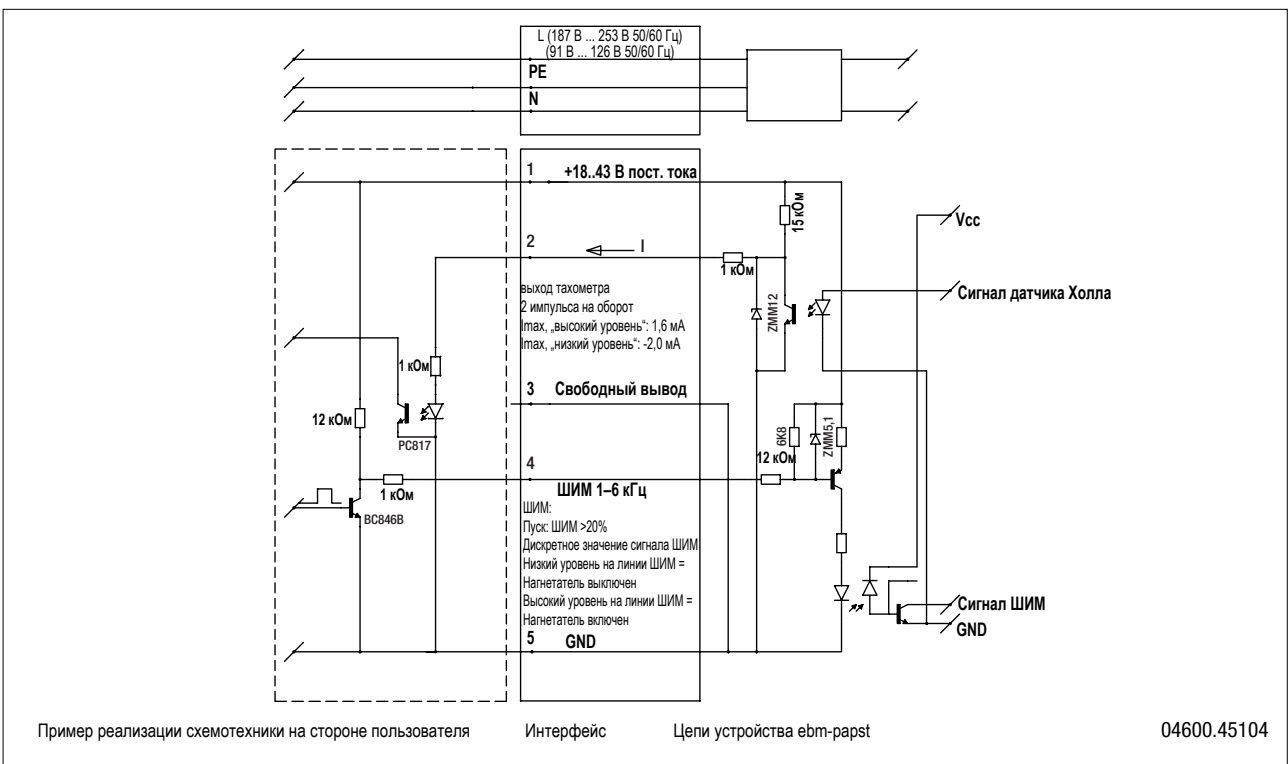 L (187 В ... 253 В 50/60 Гц)
(91 В ... 126 В 50/60 Гц)
PE
N
1 +18..43 В пост. тока
15 кОм
Vcc
2
I
1 кОм
выход тахометра
2 импульса на оборот
Imax, „высокий уровень“: 1,6 мА
Imax, „низкий уровень“: -2,0 мА
ZMM12
Сигнал датчика Холла
1 кОм
3 Свободный вывод
12 кОм
PC817
6K8
ZMM5,1
12 кОм
4
ШИМ 1–6 кГц
1 кОм
BC846B
ШИМ:
Пуск: ШИМ >20%
Дискретное значение сигнала ШИМ
Низкий уровень на линии ШИМ =
Нагнетатель выключен
Высокий уровень на линии ШИМ =
Нагнетатель включен
Сигнал ШИМ
GND
5 GND
Пример реализации схемотехники на стороне пользователя
Интерфейс
Цепи устройства ebm-papst
04600.45104